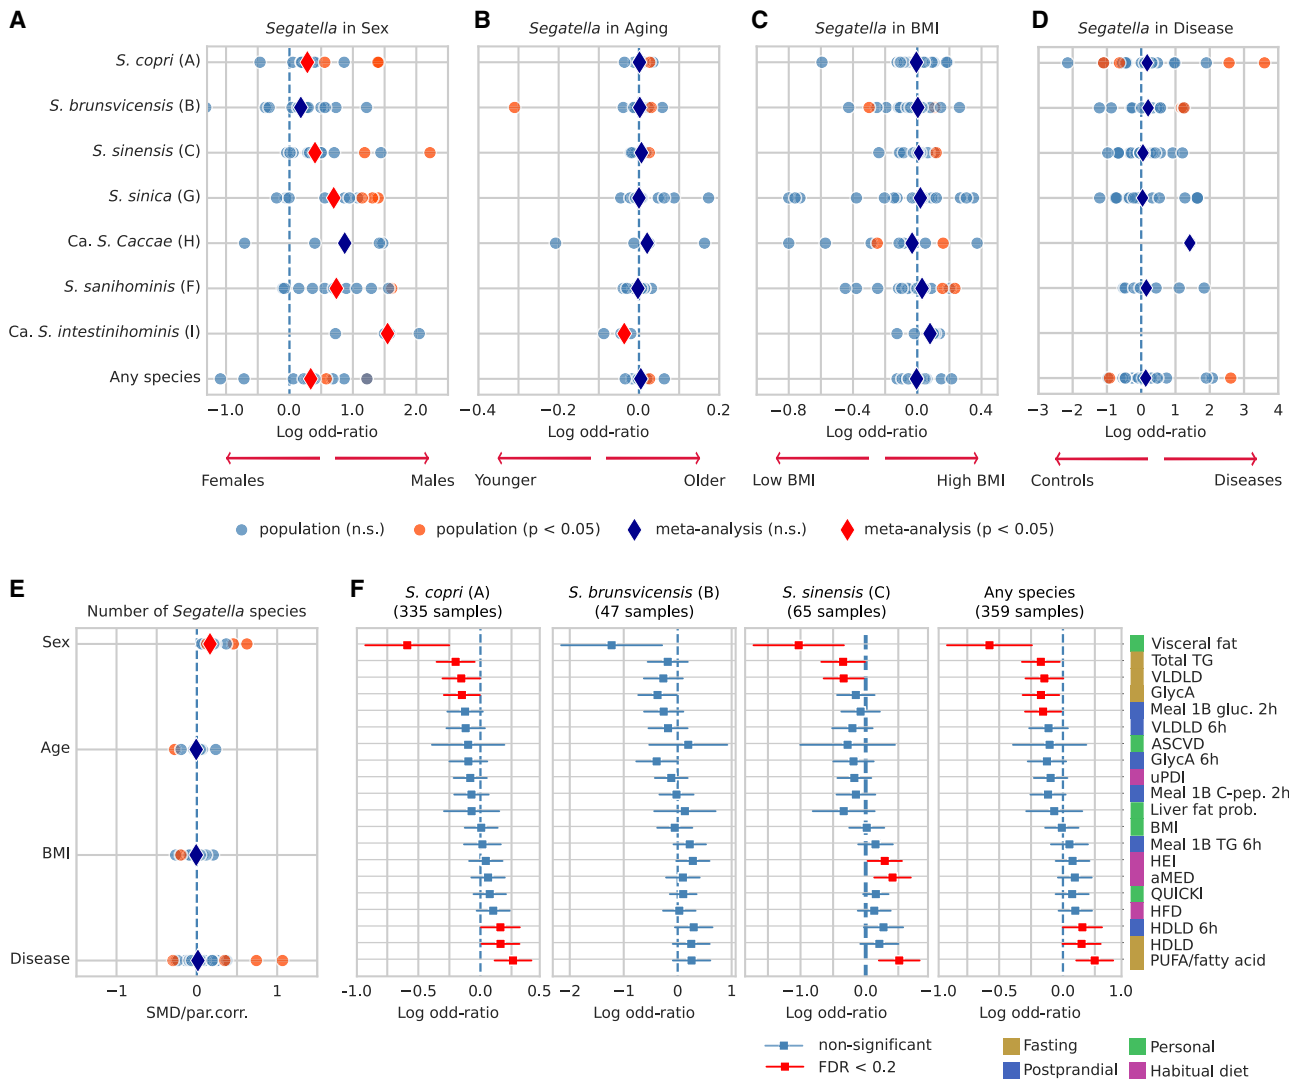 A
Segatella in Sex
B
Segatella in Aging
C
Segatella in BMI
D
Segatella in Disease
S. copri (A)
S. brunsvicensis (B)
S. sinensis (C)
S. sinica (G)
Ca. S. Caccae (H)
S. sanihominis (F)
Ca. S. intestinihominis (I)
Any species
−1.0 0.0 1.0 2.0
−0.4 −0.2 0.0 0.2
−0.8 −0.4 0.0 0.4
−3 −2 −1 0 1 2 3 4
Log odd-ratio Log odd-ratio Log odd-ratio Log odd-ratio
Females Males Younger Older Low BMI High BMI Controls Diseases
population (n.s.) population (p < 0.05) meta-analysis (n.s.) meta-analysis (p < 0.05)
E
Number of Segatella species
Sex
Age
BMI
Disease
−1 0 1
SMD/par.corr.
F
S. copri (A)
(335 samples)
S. brunsvicensis (B)
(47 samples)
S. sinensis (C)
(65 samples)
Any species
(359 samples)
Visceral fat
Total TG
VLDLD
GlycA
Meal 1B gluc. 2h
VLDLD 6h
ASCVD
GlycA 6h
uPDI
Meal 1B C-pep. 2h
Liver fat prob.
BMI
Meal 1B TG 6h
HEI
aMED
QUICKI
HFD
HDLD 6h
HDLD
PUFA/fatty acid
−1.0 0.0 0.5
−2 −1 0 1
−1.0 0.0 −1.0 0.0 1.0
Log odd-ratio Log odd-ratio Log odd-ratio Log odd-ratio
non-significant
FDR < 0.2
Fasting
Postprandial
Personal
Habitual diet